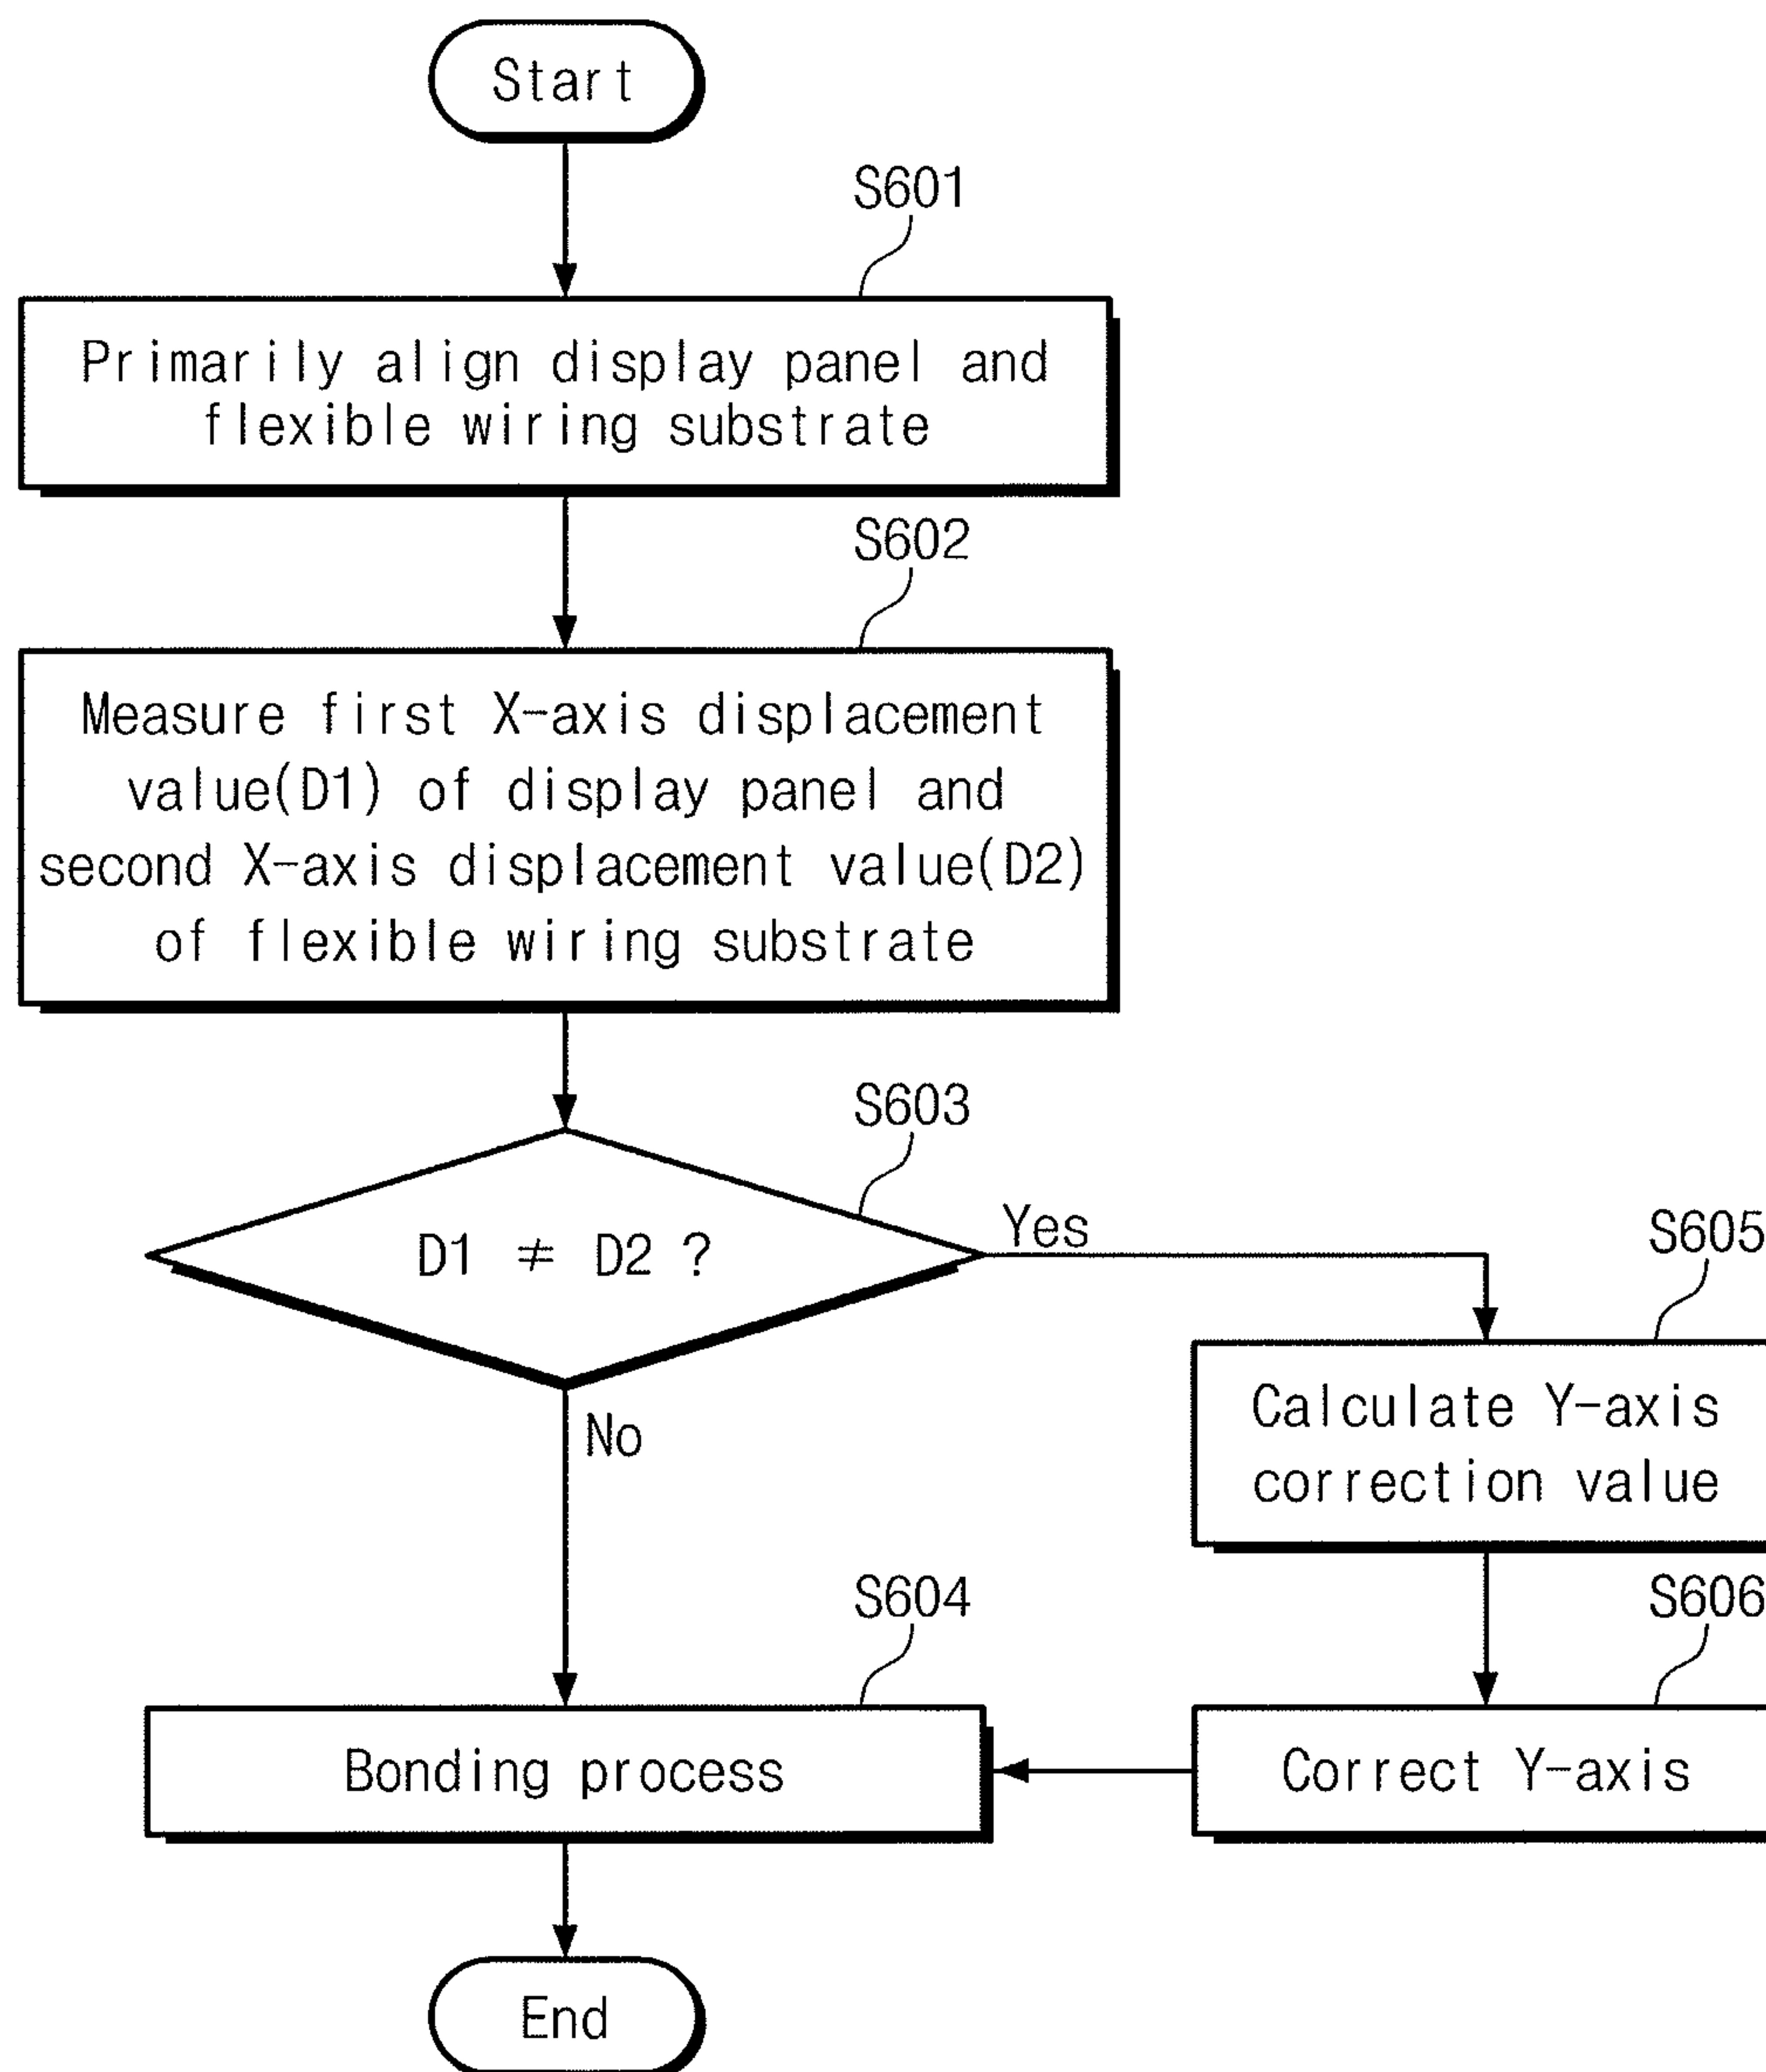 Start
S601
Primarily align display panel and
flexible wiring substrate
S602
Measure first X-axis displacement
value(D1) of display panel and
second X-axis displacement value(D2)
of flexible wiring substrate
S603
D1 ≠ D2 ?
Yes
No
S605
Calculate Y-axis
correction value
S604
Bonding process
S606
Correct Y-axis
End